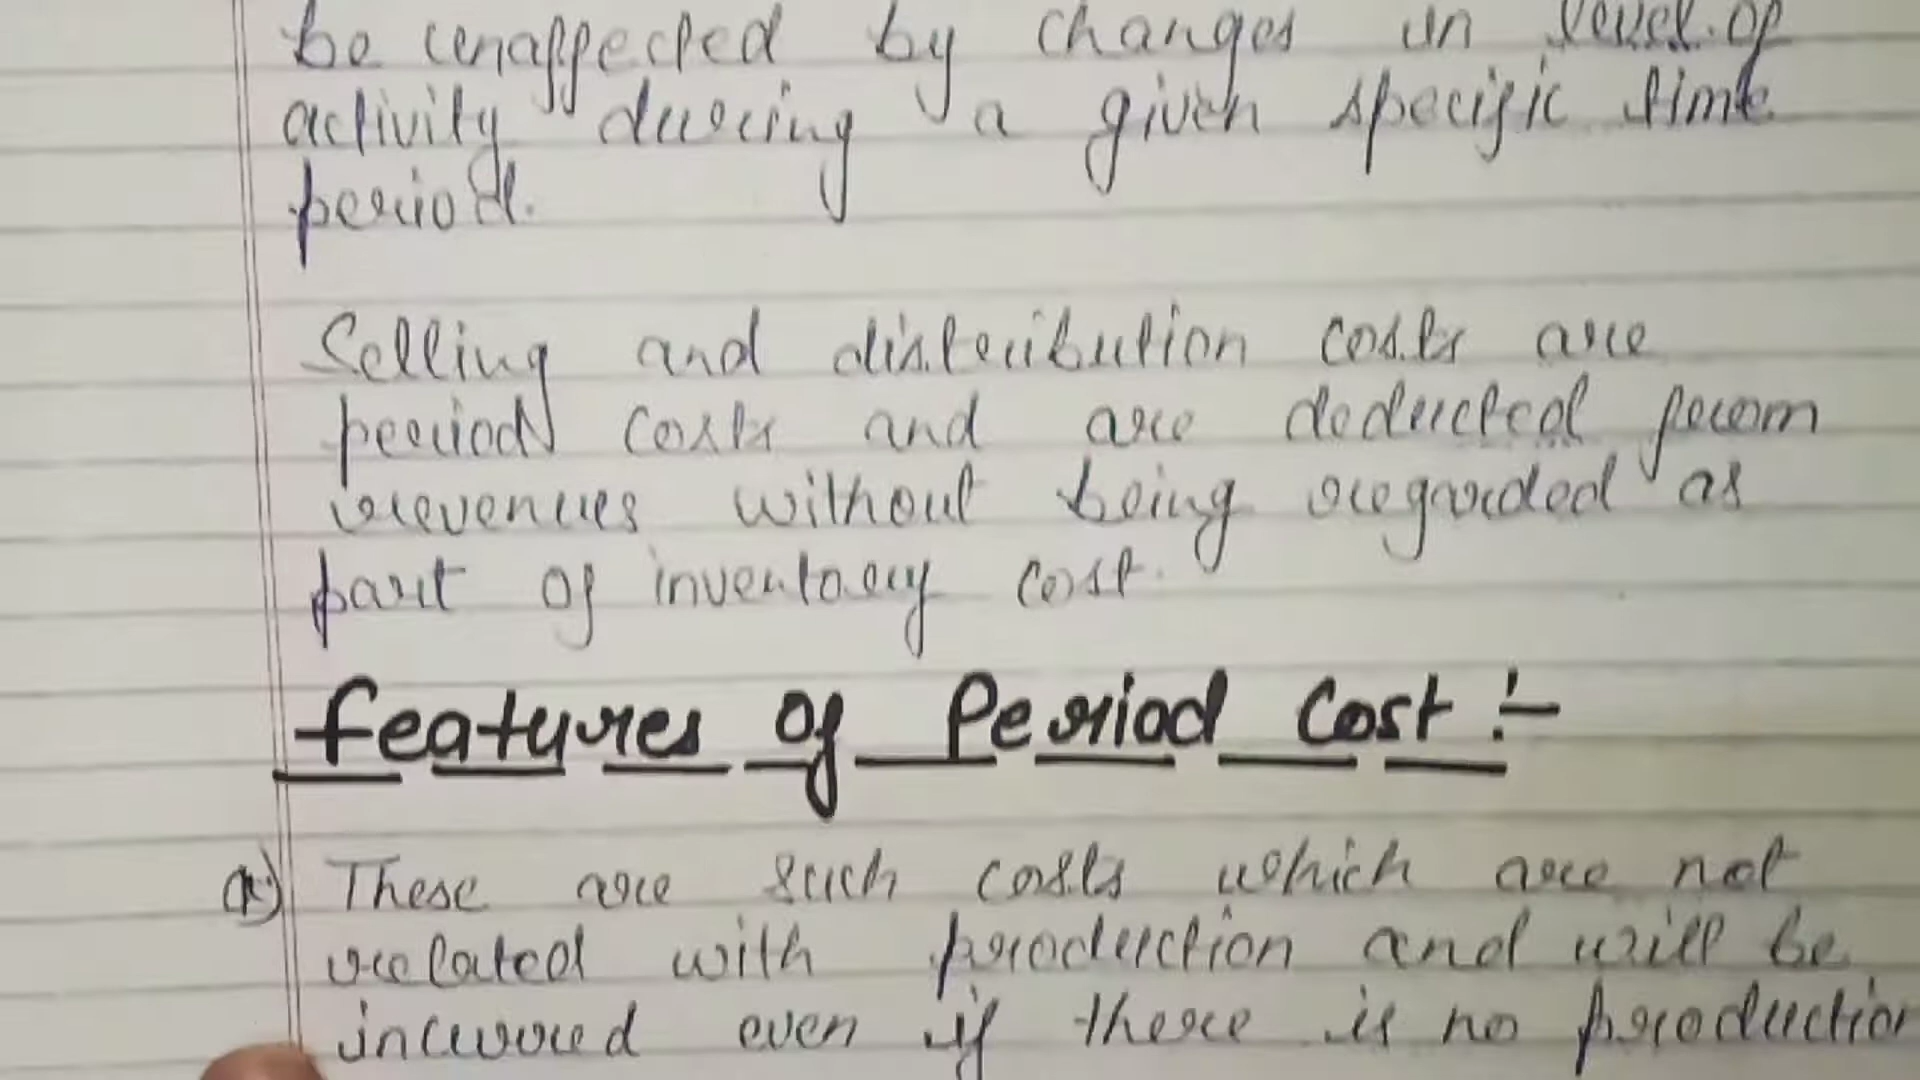 be unaffected by changes in level of
activity during a given specific time
period.
Selling and distribution costs are
period costs and are deducted from
revenues without being regarded as
part of inventory cost.
Features of Period Cost :-
These are such costs which are not
related with production and will be
incurred even if there is no production